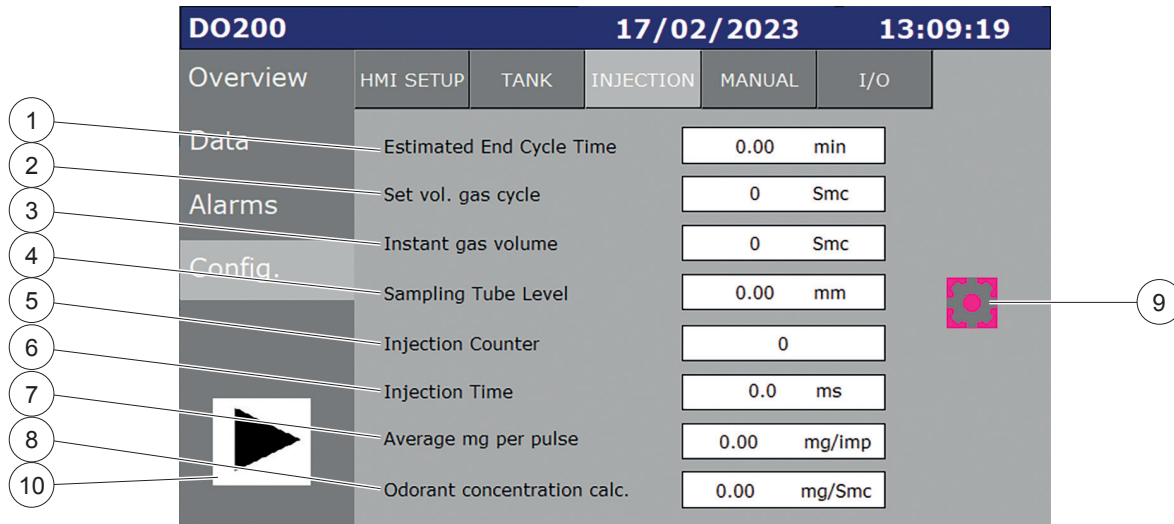 DO200 17/02/2023 13:09:19
Overview
Data
Alarms
Config.
HMI SETUP TANK INJECTION MANUAL I/O
1
Estimated End Cycle Time 0.00 min
2
Set vol. gas cycle 0 Smc
3
Instant gas volume 0 Smc
4
Sampling Tube Level 0.00 mm
5
Injection Counter 0
6
Injection Time 0.0 ms
7
Average mg per pulse 0.00 mg/imp
8
Odorant concentration calc. 0.00 mg/Smc
9
10